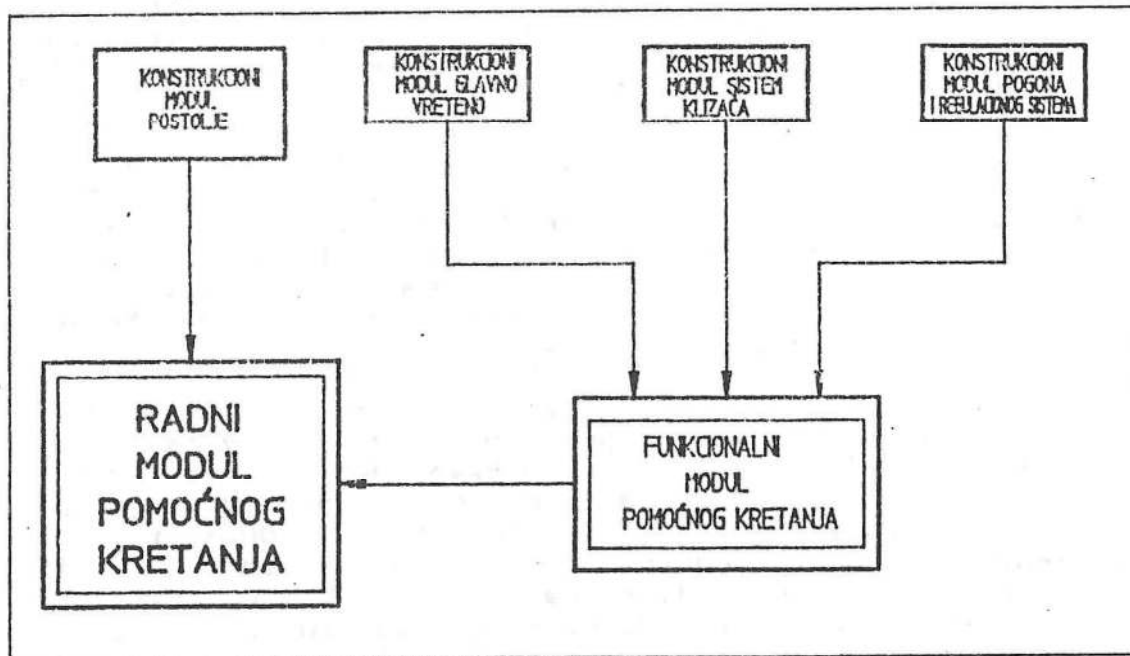 KONSTRUKCIONI
MODUL
POSTOLJE
KONSTRUKCIONI
MODUL GLAVNO
VRETENO
KONSTRUKCIONI
MODUL SISTEM
KLIZAČA
KONSTRUKCIONI
MODUL POGONA
I REGULACIONOG SISTEMA
RADNI
MODUL
POMOĆNOG
KRETANJA
FUNKCIONALNI
MODUL
POMOĆNOG KRETANJA